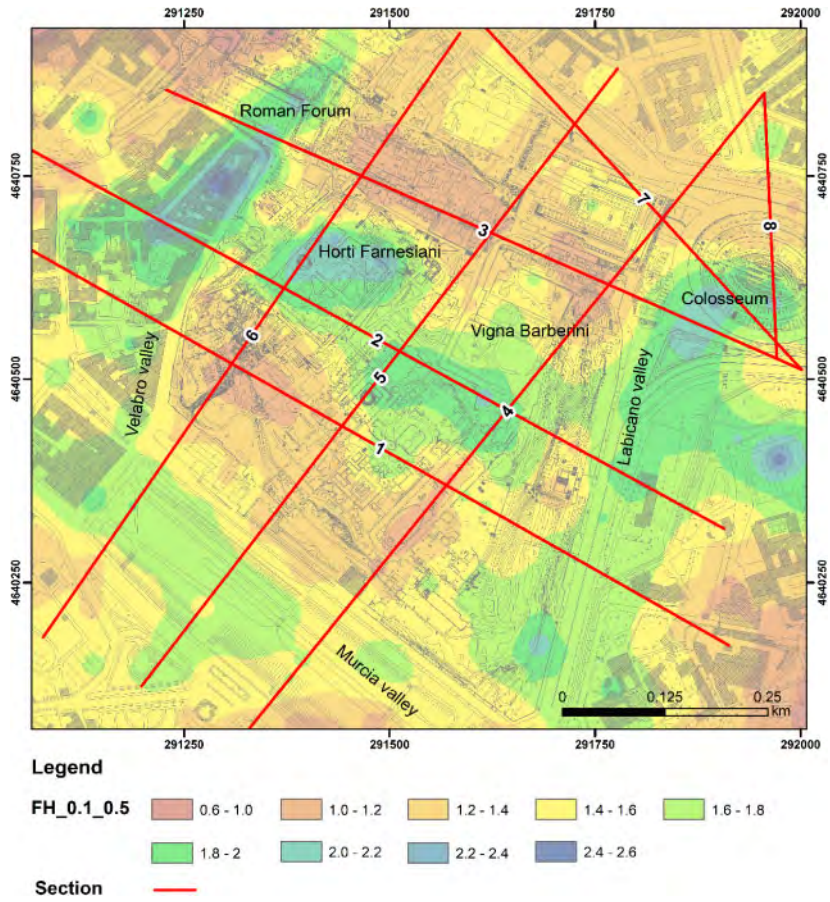 291250 291500 291750 292000
Roman Forum
4640750 4640750
7
3
8
Horti Farnesiani
Colosseum
Vigna Barberini
6
2
4640500 4640500
Velabro valley
5
Labicano valley
4
1
4640250 4640250
Murcia valley
0 0.125 0.25
km
291250 291500 291750 292000
Legend
FH_0.1_0.5 0.6 - 1.0 1.0 - 1.2 1.2 - 1.4 1.4 - 1.6 1.6 - 1.8
1.8 - 2 2.0 - 2.2 2.2 - 2.4 2.4 - 2.6
Section